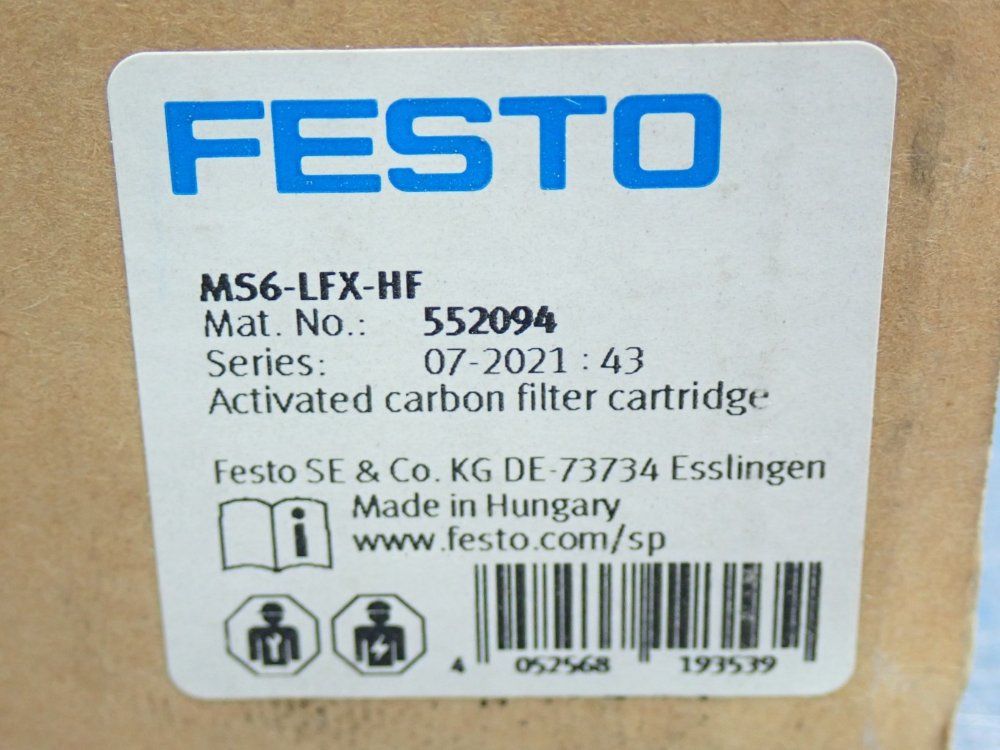 FESTO
MS6-LFX-HF
Mat. No.: 552094
Series: 07-2021 : 43
Activated carbon filter cartridge
Festo SE & Co. KG DE-73734 Esslingen
Made in Hungary
www.festo.com/sp
4 052568 193539